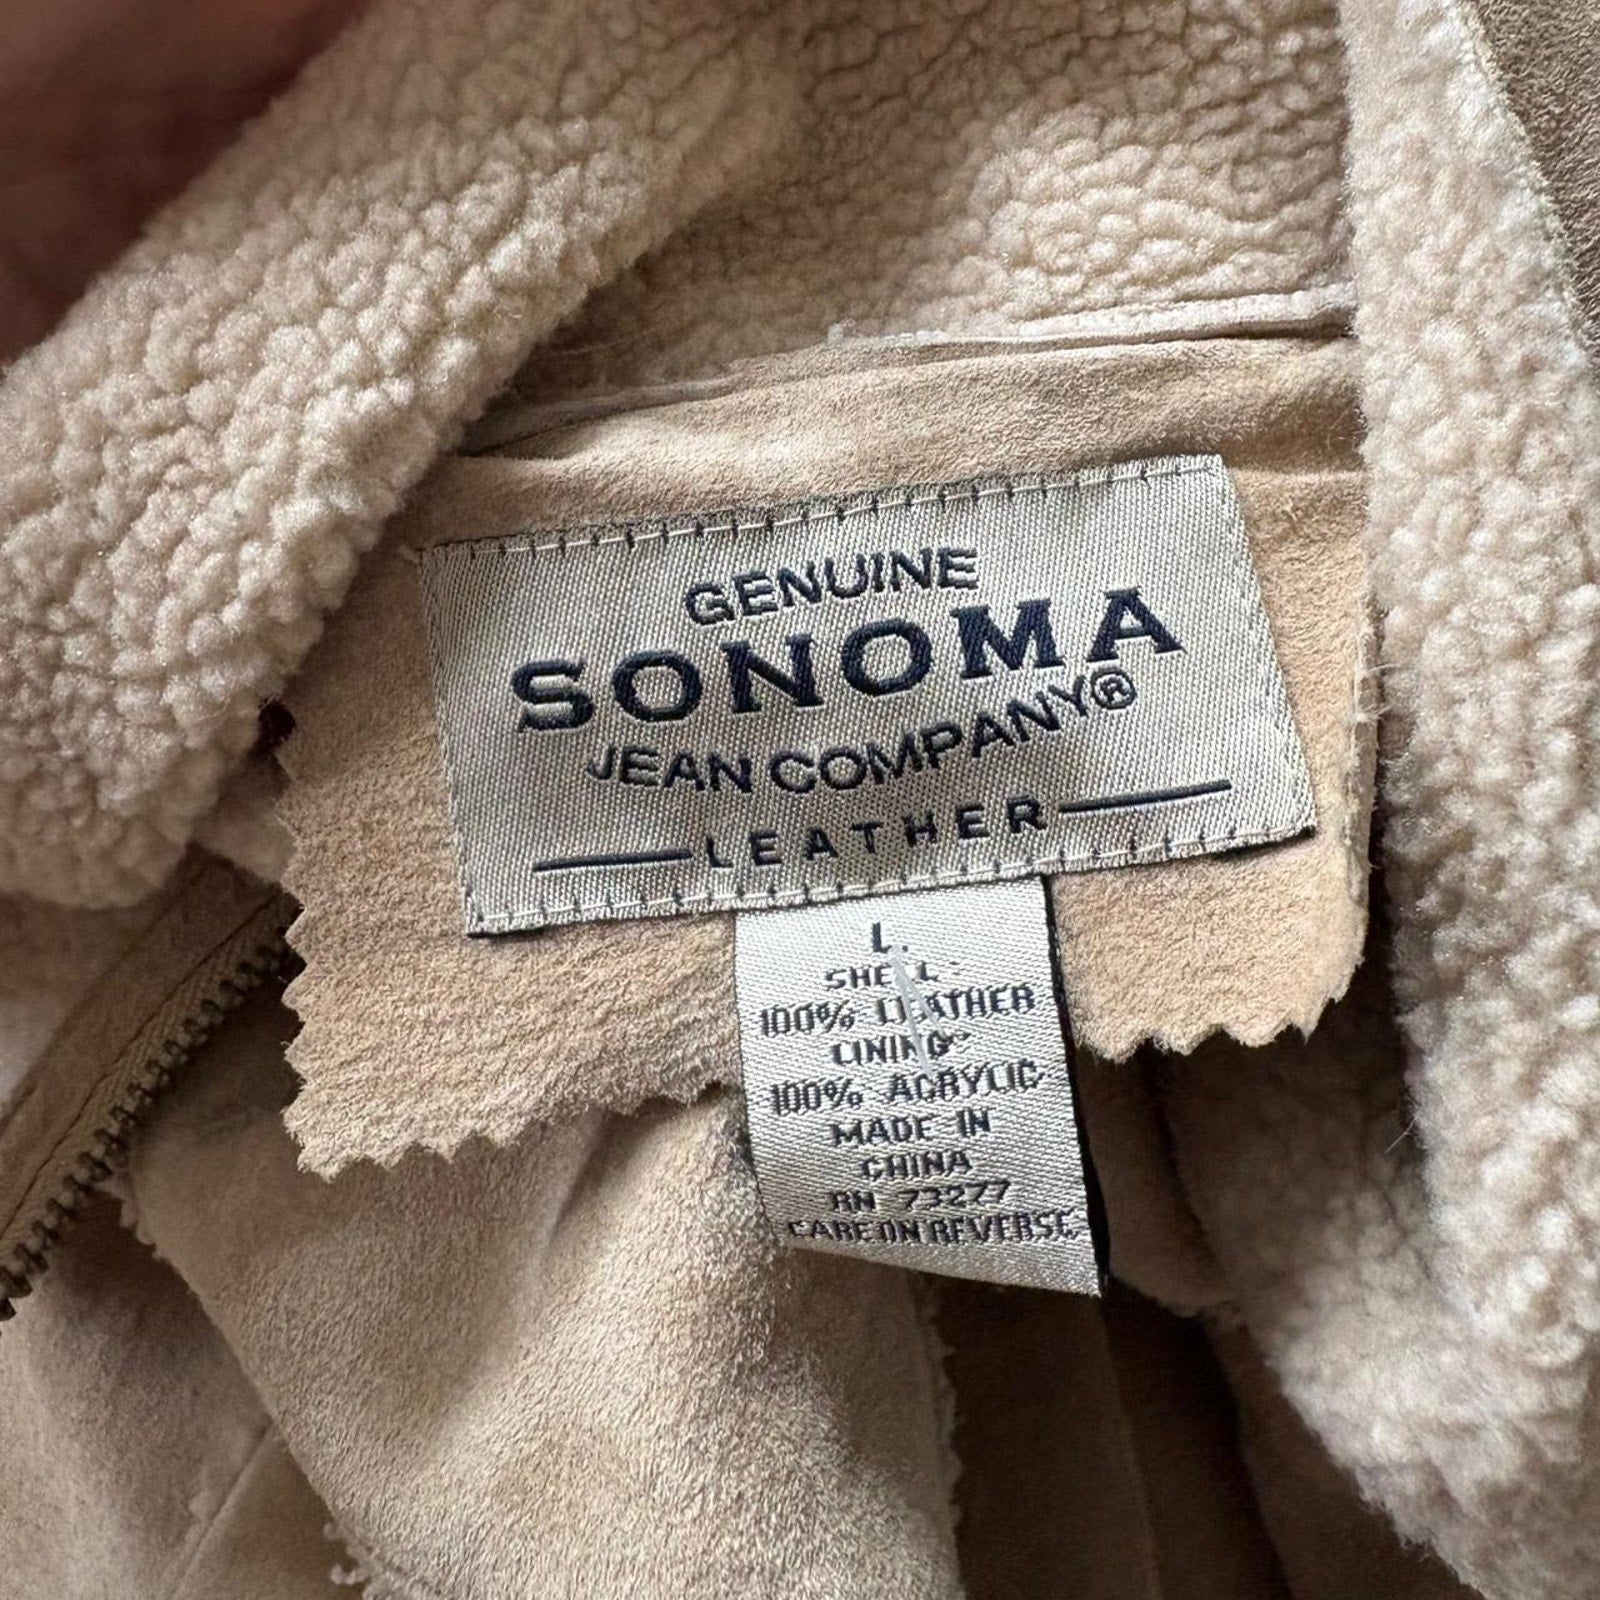 GENUINE
SONOMA
JEAN COMPANY®
LEATHER
L
SHELL:
100% LEATHER
LINING:
100% ACRYLIC
MADE IN
CHINA
RN 73277
CARE ON REVERSE